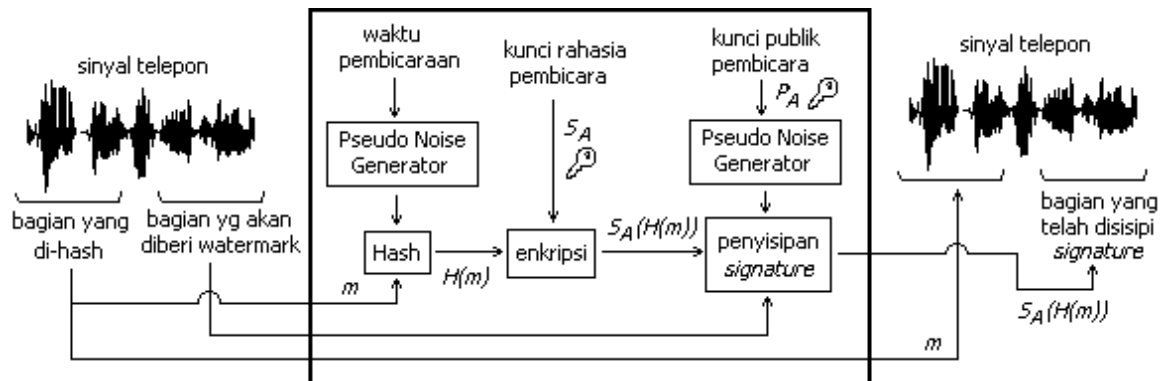 sinyal telepon
bagian yang
di-hash
bagian yg akan
diberi watermark
waktu
pembicaraan
Pseudo Noise
Generator
Hash
m
H(m)
kunci rahasia
pembicara
S_A
enkripsi
S_A(H(m))
kunci publik
pembicara
P_A
Pseudo Noise
Generator
penyisipan
signature
sinyal telepon
bagian yang
telah disisipi
signature
S_A(H(m))
m